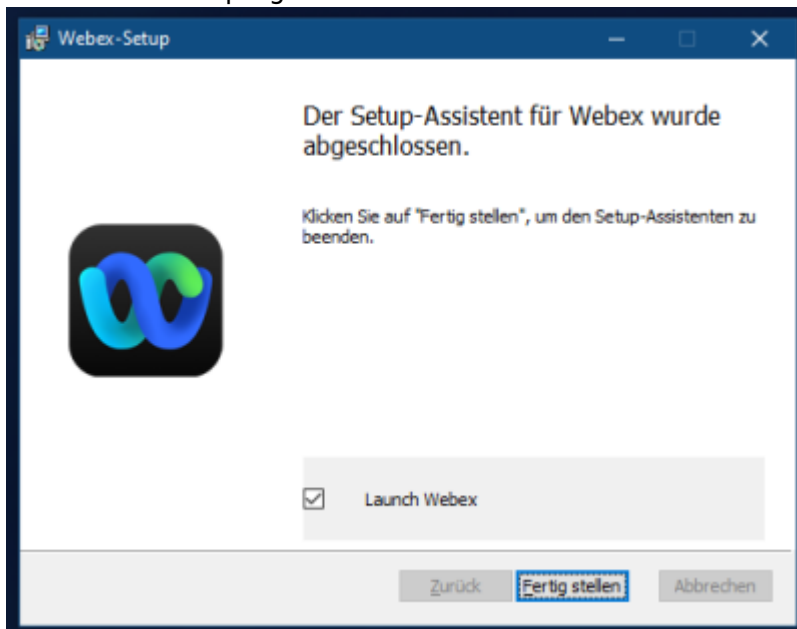 Webex-Setup
Der Setup-Assistent für Webex wurde
abgeschlossen.
Klicken Sie auf "Fertig stellen", um den Setup-Assistenten zu
beenden.
Launch Webex
Zurück Fertig stellen Abbrechen